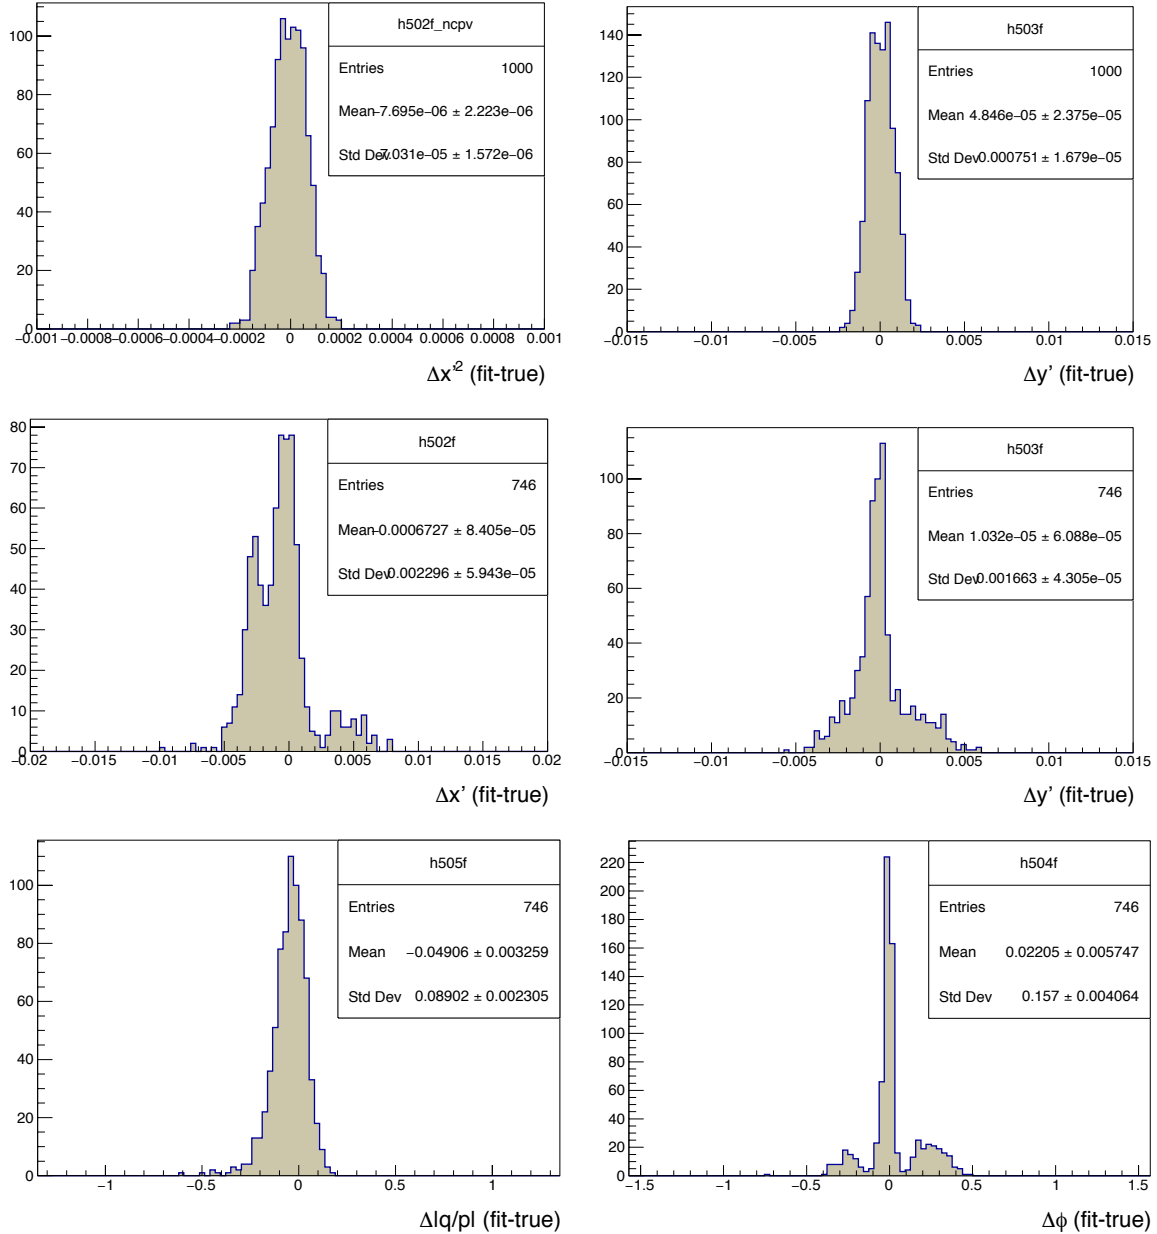 h502f_ncpv
Entries 1000
Mean −7.695e−06 ± 2.223e−06
Std Dev 7.031e−05 ± 1.572e−06
100
80
60
40
20
0
−0.001 −0.0008 −0.0006 −0.0004 −0.0002 0 0.0002 0.0004 0.0006 0.0008 0.001
Δx'² (fit-true)
h503f
Entries 1000
Mean 4.846e−05 ± 2.375e−05
Std Dev 0.000751 ± 1.679e−05
140
120
100
80
60
40
20
0
−0.015 −0.01 −0.005 0 0.005 0.01 0.015
Δy' (fit-true)
h502f
Entries 746
Mean −0.0006727 ± 8.405e−05
Std Dev 0.002296 ± 5.943e−05
80
70
60
50
40
30
20
10
0
−0.02 −0.015 −0.01 −0.005 0 0.005 0.01 0.015 0.02
Δx' (fit-true)
h503f
Entries 746
Mean 1.032e−05 ± 6.088e−05
Std Dev 0.001663 ± 4.305e−05
100
80
60
40
20
0
−0.015 −0.01 −0.005 0 0.005 0.01 0.015
Δy' (fit-true)
h505f
Entries 746
Mean −0.04906 ± 0.003259
Std Dev 0.08902 ± 0.002305
100
80
60
40
20
0
−1 −0.5 0 0.5 1
Δ|q/p| (fit-true)
h504f
Entries 746
Mean 0.02205 ± 0.005747
Std Dev 0.157 ± 0.004064
220
200
180
160
140
120
100
80
60
40
20
0
−1.5 −1 −0.5 0 0.5 1 1.5
Δϕ (fit-true)